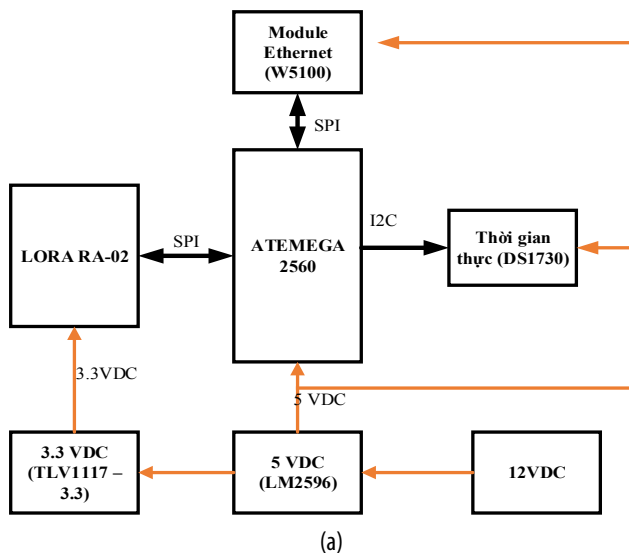 Module
Ethernet
(W5100)
SPI
LORA RA-02
SPI
ATEMEGA
2560
I2C
Thời gian
thực (DS1730)
3.3VDC
5 VDC
3.3 VDC
(TLV1117 –
3.3)
5 VDC
(LM2596)
12VDC
(a)